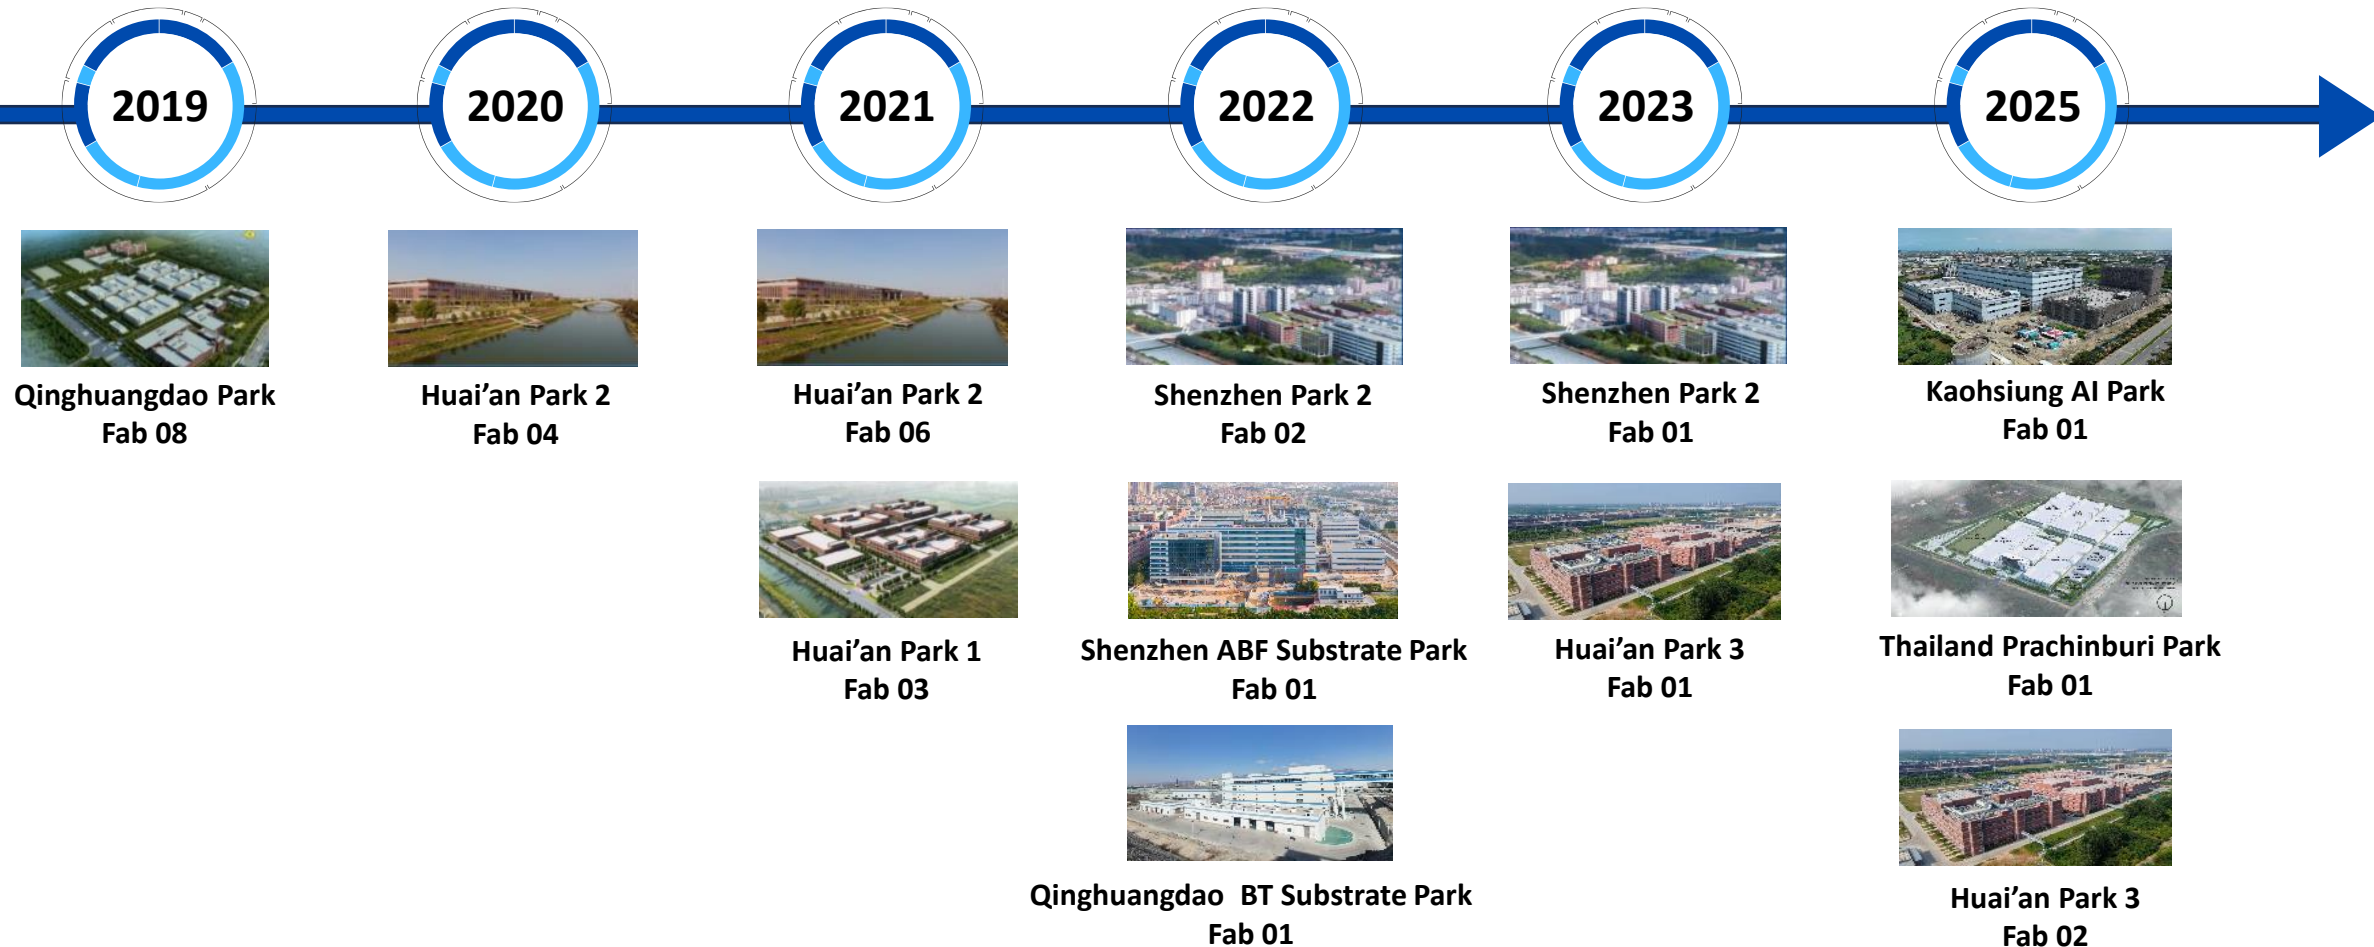 2019
2020
2021
2022
2023
2025
Qinghuangdao Park
Fab 08
Huai’an Park 2
Fab 04
Huai’an Park 2
Fab 06
Shenzhen Park 2
Fab 02
Shenzhen Park 2
Fab 01
Kaohsiung AI Park
Fab 01
Huai’an Park 1
Fab 03
Shenzhen ABF Substrate Park
Fab 01
Huai’an Park 3
Fab 01
Thailand Prachinburi Park
Fab 01
Qinghuangdao  BT Substrate Park
Fab 01
Huai’an Park 3
Fab 02